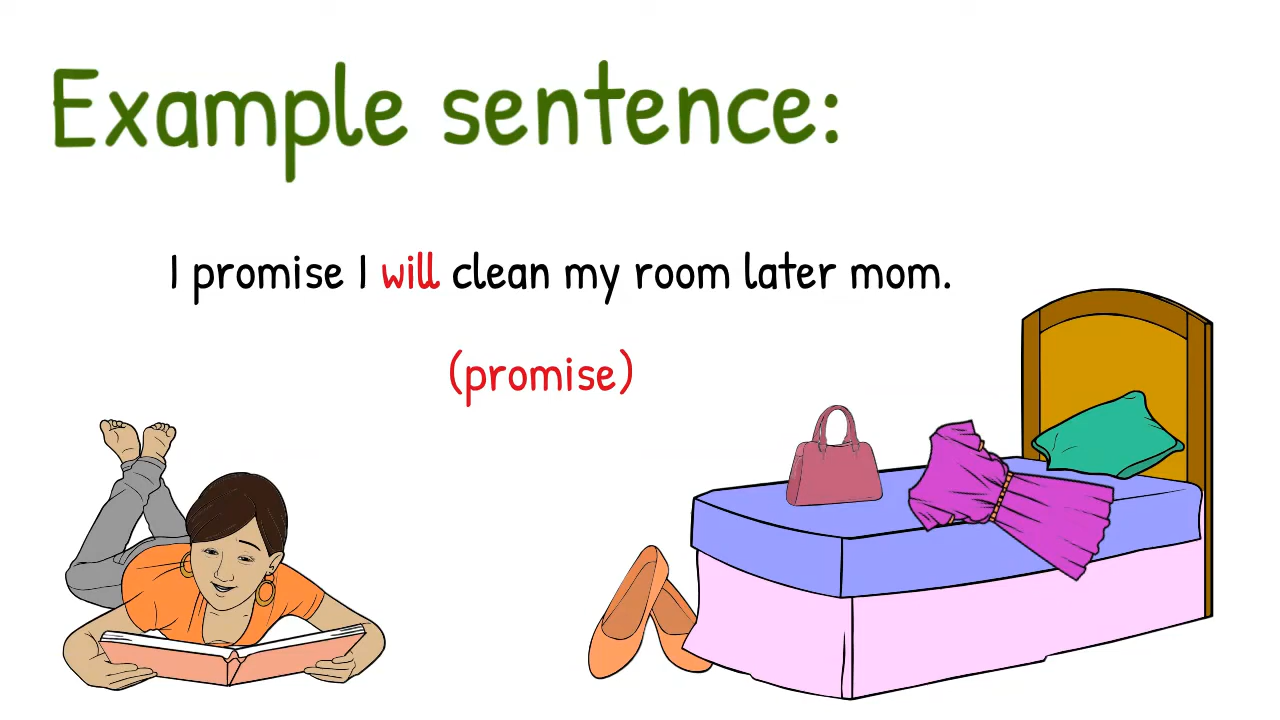 Example sentence:
I promise I will clean my room later mom.
(promise)